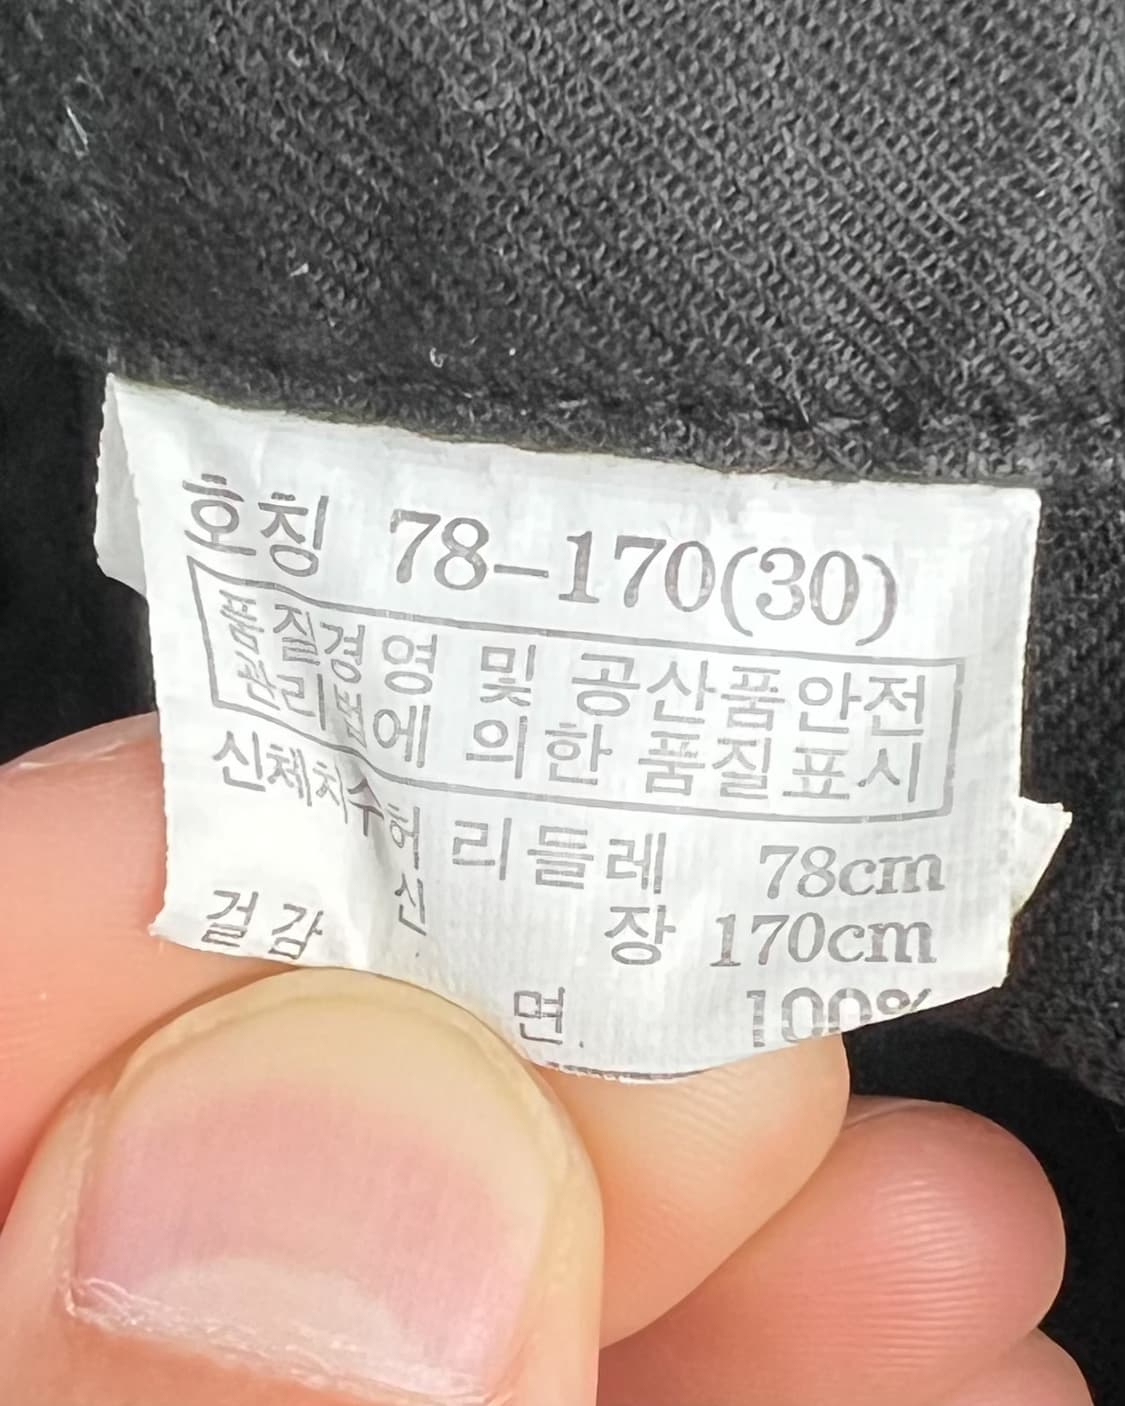 호칭 78-170(30)
품질경영 및 공산품안전
관리법에 의한 품질표시
신체치수 허리둘레 78cm
신장 170cm
겉감 면 100%